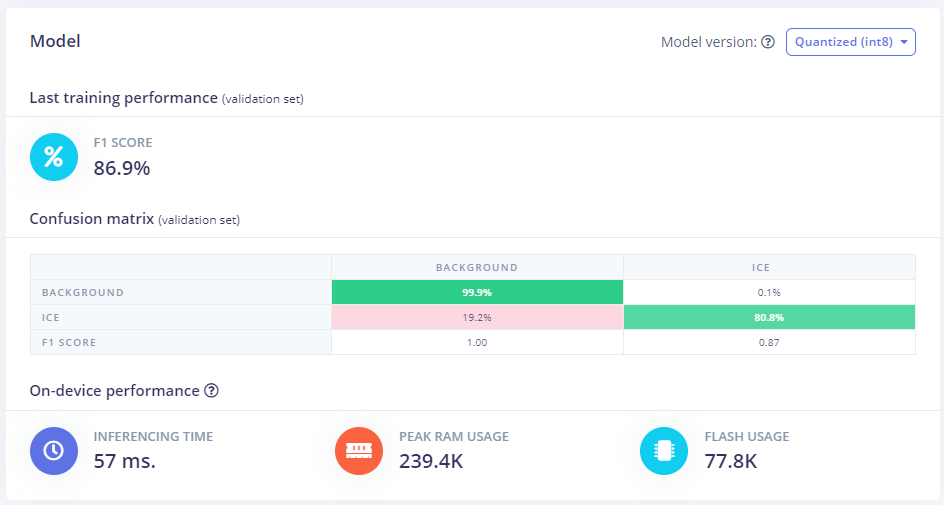 Model
Model version: Quantized (int8)
Last training performance (validation set)
F1 SCORE
86.9%
Confusion matrix (validation set)
BACKGROUND ICE
BACKGROUND 99.9% 0.1%
ICE 19.2% 80.8%
F1 SCORE 1.00 0.87
On-device performance
INFERENCING TIME
57 ms.
PEAK RAM USAGE
239.4K
FLASH USAGE
77.8K